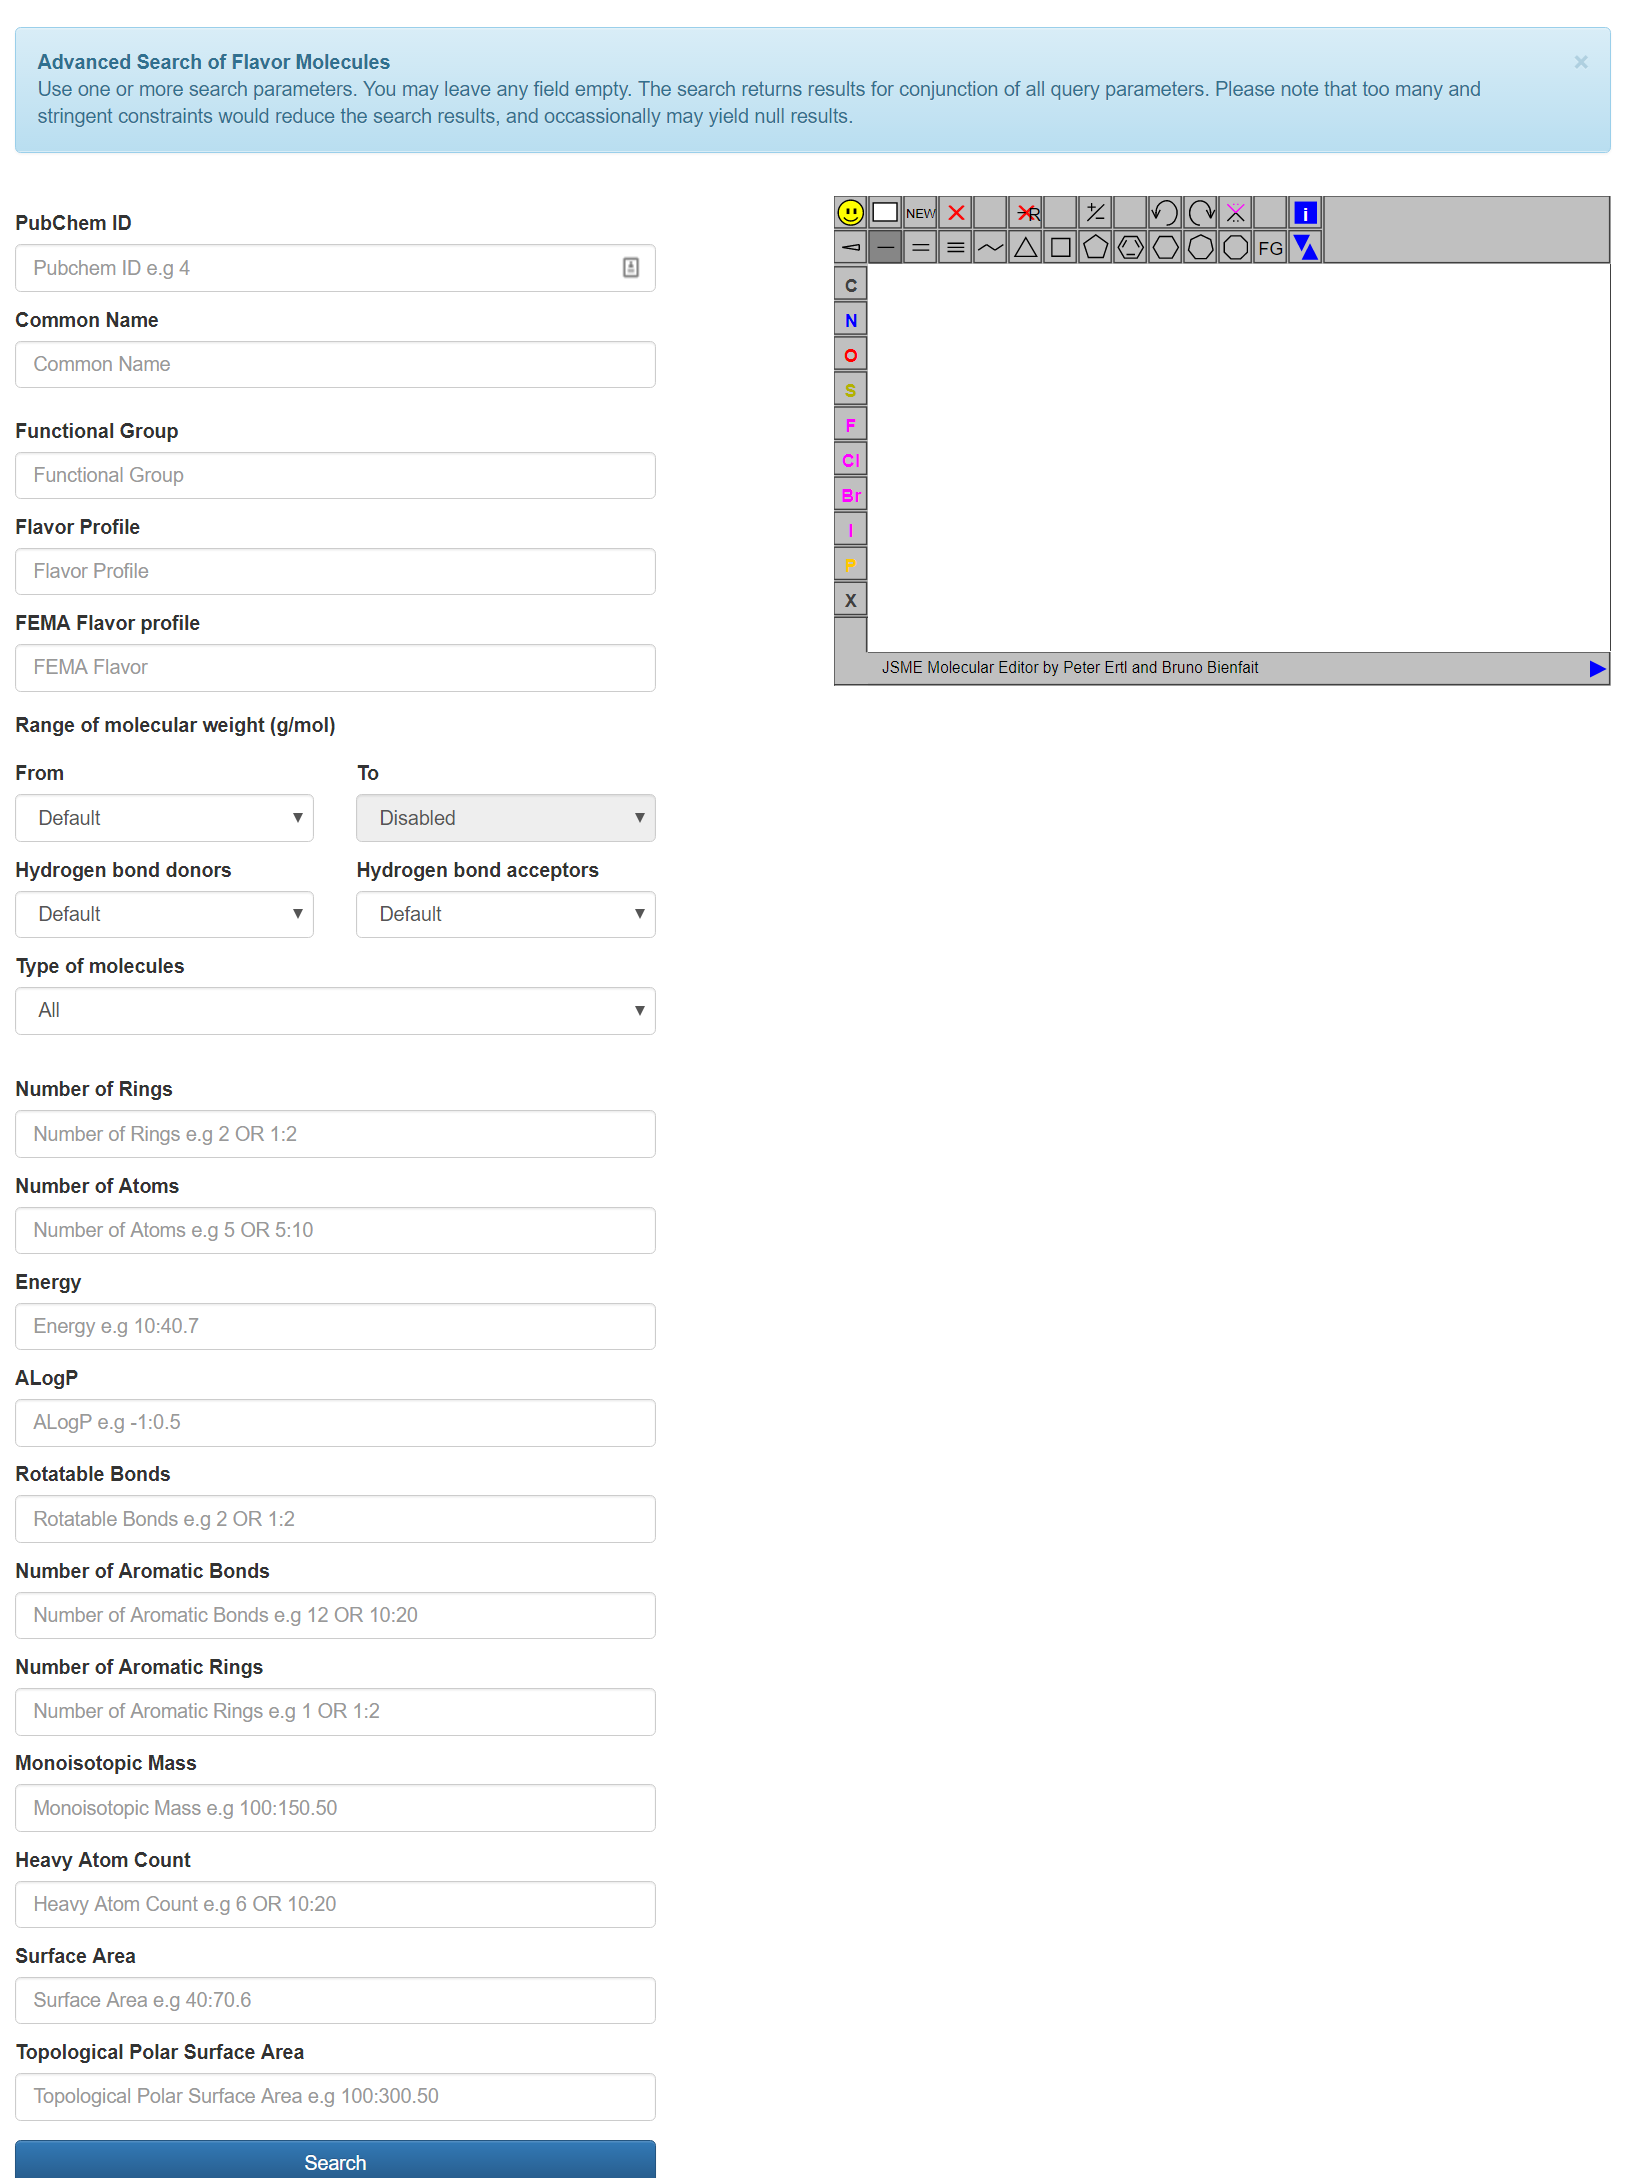 Advanced Search of Flavor Molecules
×
Use one or more search parameters. You may leave any field empty. The search returns results for conjunction of all query parameters. Please note that too many and
stringent constraints would reduce the search results, and occassionally may yield null results.
PubChem ID
Pubchem ID e.g 4
Common Name
Common Name
Functional Group
Functional Group
Flavor Profile
Flavor Profile
FEMA Flavor profile
FEMA Flavor
Range of molecular weight (g/mol)
From To
Default Disabled
Hydrogen bond donors Hydrogen bond acceptors
Default Default
Type of molecules
All
Number of Rings
Number of Rings e.g 2 OR 1:2
Number of Atoms
Number of Atoms e.g 5 OR 5:10
Energy
Energy e.g 10:40.7
ALogP
ALogP e.g -1:0.5
Rotatable Bonds
Rotatable Bonds e.g 2 OR 1:2
Number of Aromatic Bonds
Number of Aromatic Bonds e.g 12 OR 10:20
Number of Aromatic Rings
Number of Aromatic Rings e.g 1 OR 1:2
Monoisotopic Mass
Monoisotopic Mass e.g 100:150.50
Heavy Atom Count
Heavy Atom Count e.g 6 OR 10:20
Surface Area
Surface Area e.g 40:70.6
Topological Polar Surface Area
Topological Polar Surface Area e.g 100:300.50
Search
NEW R +/- i
FG
C
N
O
S
F
Cl
Br
I
P
X
JSME Molecular Editor by Peter Ertl and Bruno Bienfait